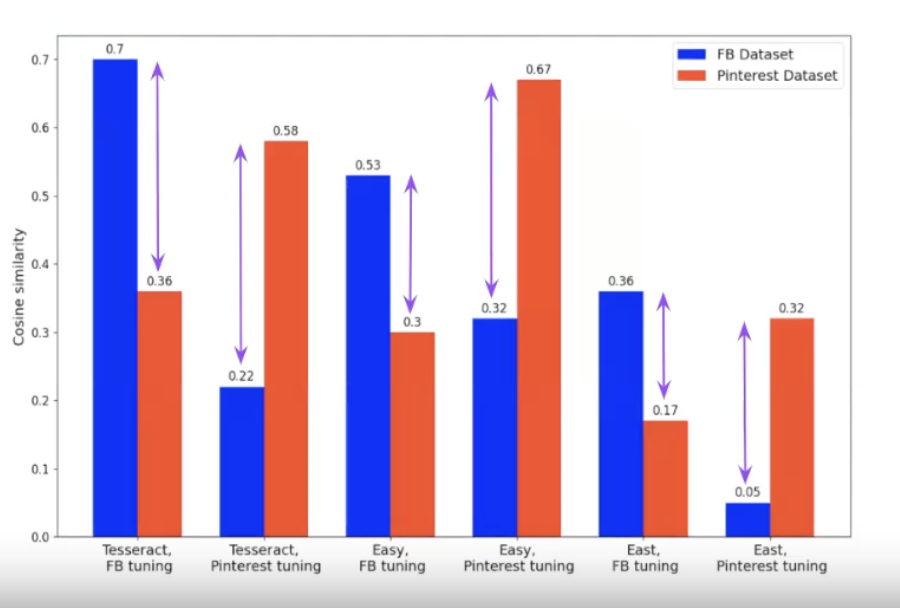 FB Dataset
Pinterest Dataset
Cosine similarity
0.7
0.6
0.5
0.4
0.3
0.2
0.1
0.0
0.7
0.36
0.22
0.58
0.53
0.3
0.32
0.67
0.36
0.17
0.05
0.32
Tesseract,
FB tuning
Tesseract,
Pinterest tuning
Easy,
FB tuning
Easy,
Pinterest tuning
East,
FB tuning
East,
Pinterest tuning